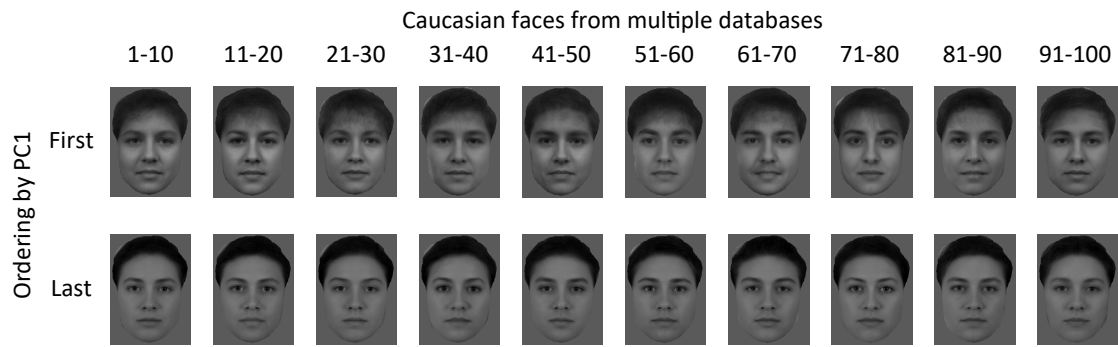 Caucasian faces from multiple databases
1-10 11-20 21-30 31-40 41-50 51-60 61-70 71-80 81-90 91-100
Ordering by PC1
First
Last